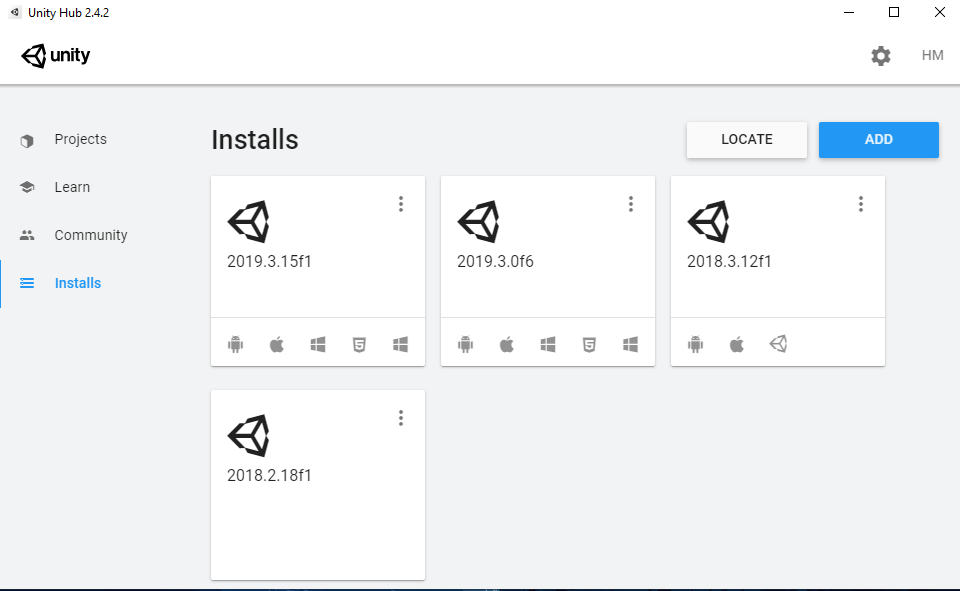 Unity Hub 2.4.2
unity
HM
Projects
Learn
Community
Installs
Installs
LOCATE
ADD
2019.3.15f1
2019.3.0f6
2018.3.12f1
2018.2.18f1